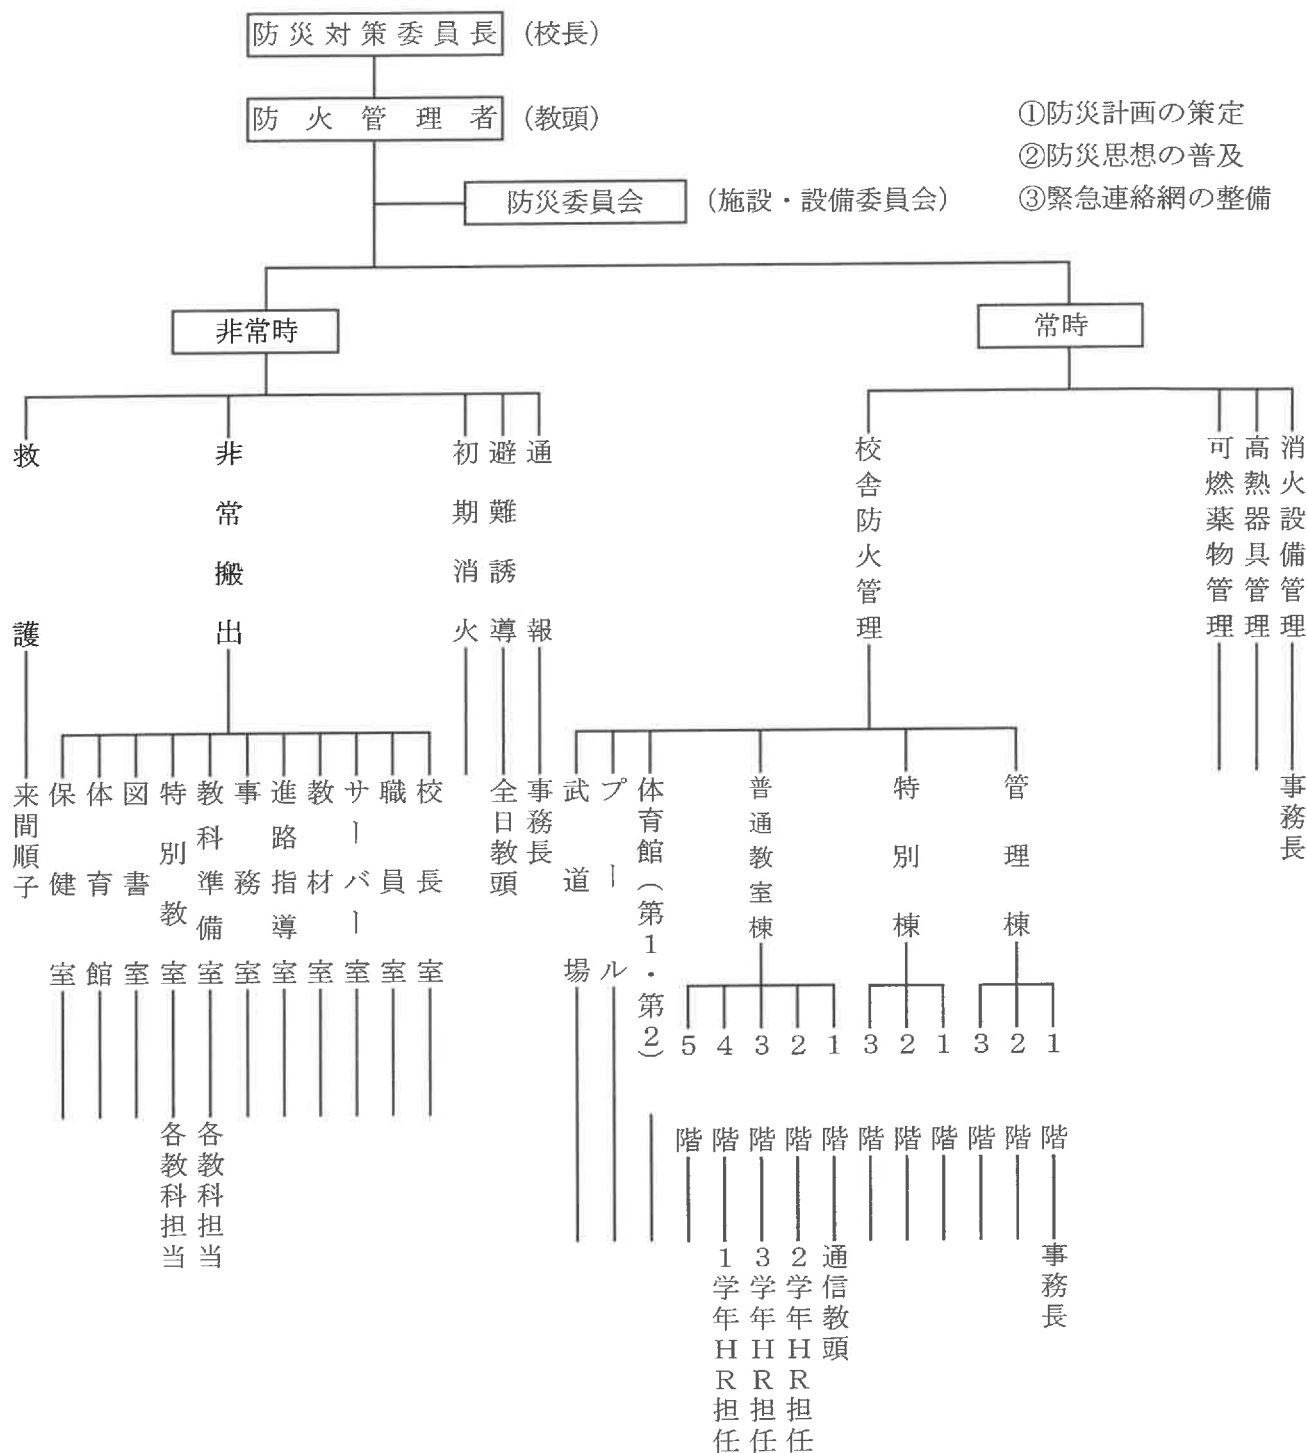 防災対策委員長 (校長)
防火管理者 (教頭)
①防災計画の策定
②防災思想の普及
防災委員会 (施設・設備委員会)
③緊急連絡網の整備
非常時
常時
救護
非常搬出
初期消火
避難誘導
通報
校舎防火管理
可燃薬物管理
高熱器具管理
消火設備管理
来間順子
保健室
体育館
図書室
特別教室
教科準備室
事務室
進路指導室
教材室
サーバー室
職員室
校長室
全日教頭
事務長
武道場
プール
体育館(第1・第2)
普通教室棟
特別棟
管理棟
事務長
5階
4階
3階
2階
1階
3階
2階
1階
3階
2階
1階
各教科担当
各教科担当
1学年HR担任
3学年HR担任
2学年HR担任
通信教頭
事務長